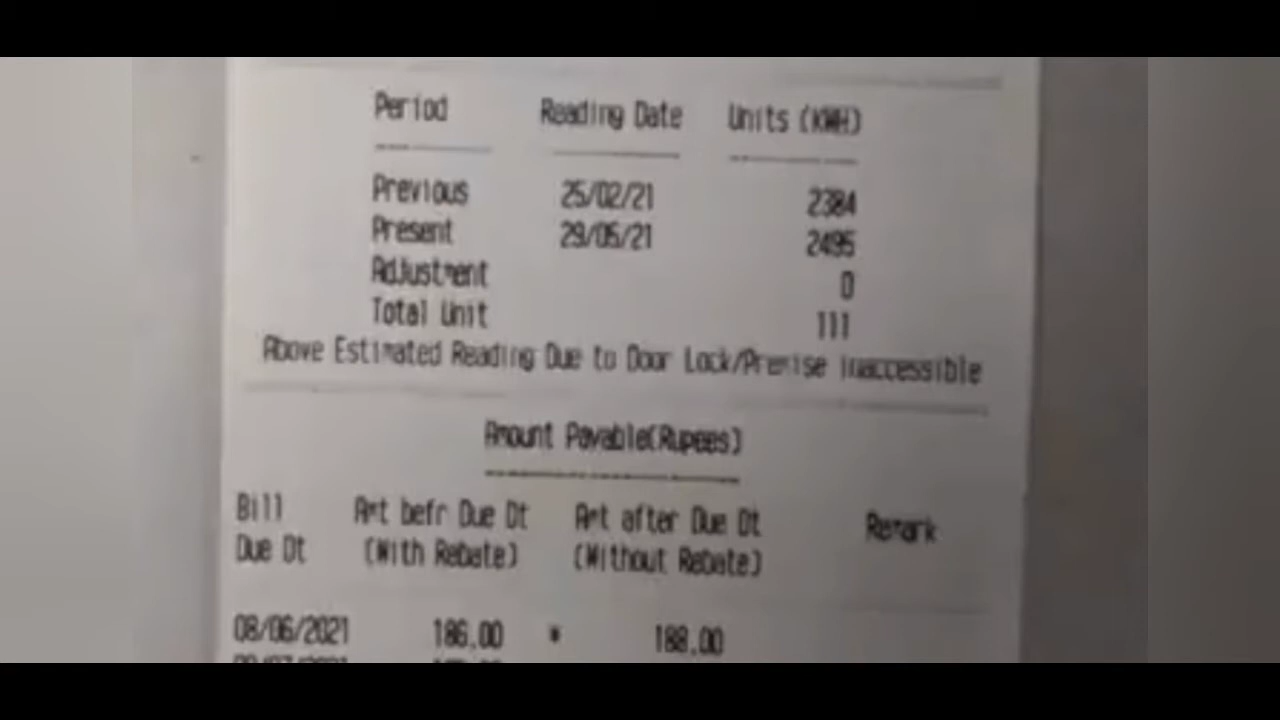 Period Reading Date Units (KWH)
Previous 25/02/21 2384
Present 29/05/21 2495
Adjustment 0
Total Unit 111
Above Estimated Reading Due to Door Lock/Premise Inaccessible
Amount Payable(Rupees)
Bill Amt befr Due Dt Amt after Due Dt Remark
Due Dt (With Rebate) (Without Rebate)
08/06/2021 186.00 * 188.00